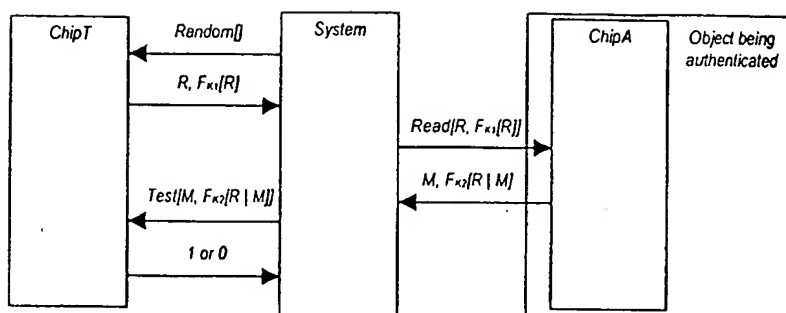 ChipT
Random[]
System
ChipA
Object being
authenticated
R, FK1[R]
Read[R, FK1[R]]
M, FK2[R | M]
Test[M, FK2[R | M]]
1 or 0